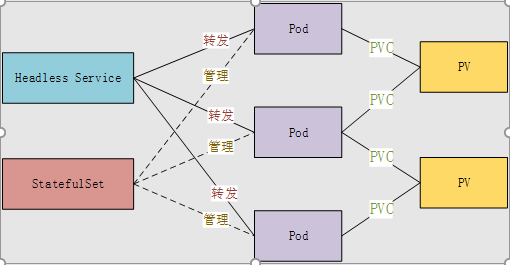 Pod
转发
PVC
管理
Headless Service
PV
PVC
转发
Pod
管理
PVC
StatefulSet
PV
转发
PVC
管理
Pod